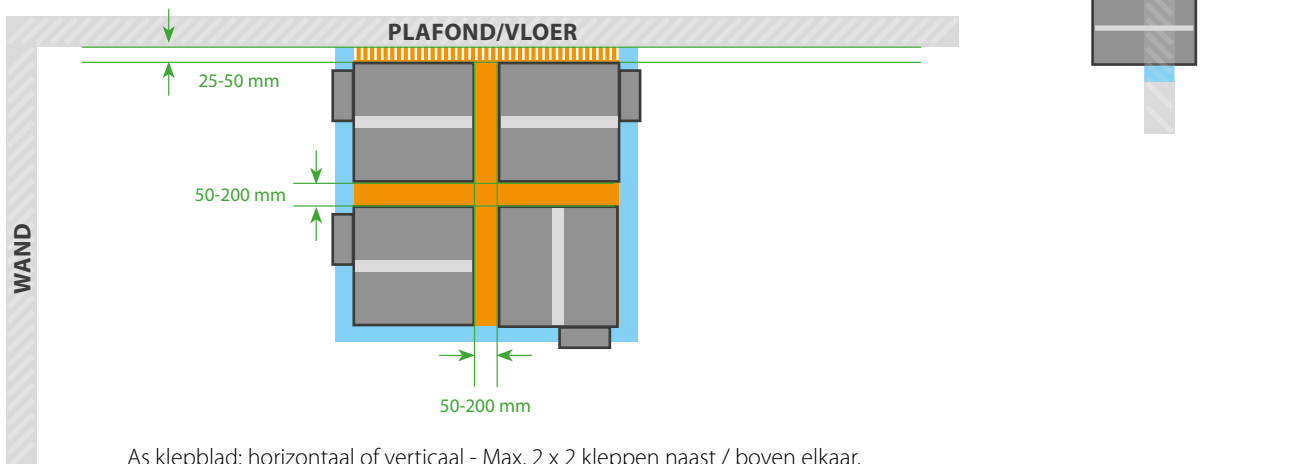 PLAFOND/VLOER
25-50 mm
50-200 mm
WAND
50-200 mm
As klepblad: horizontaal of verticaal - Max. 2 x 2 kleppen naast / boven elkaar.